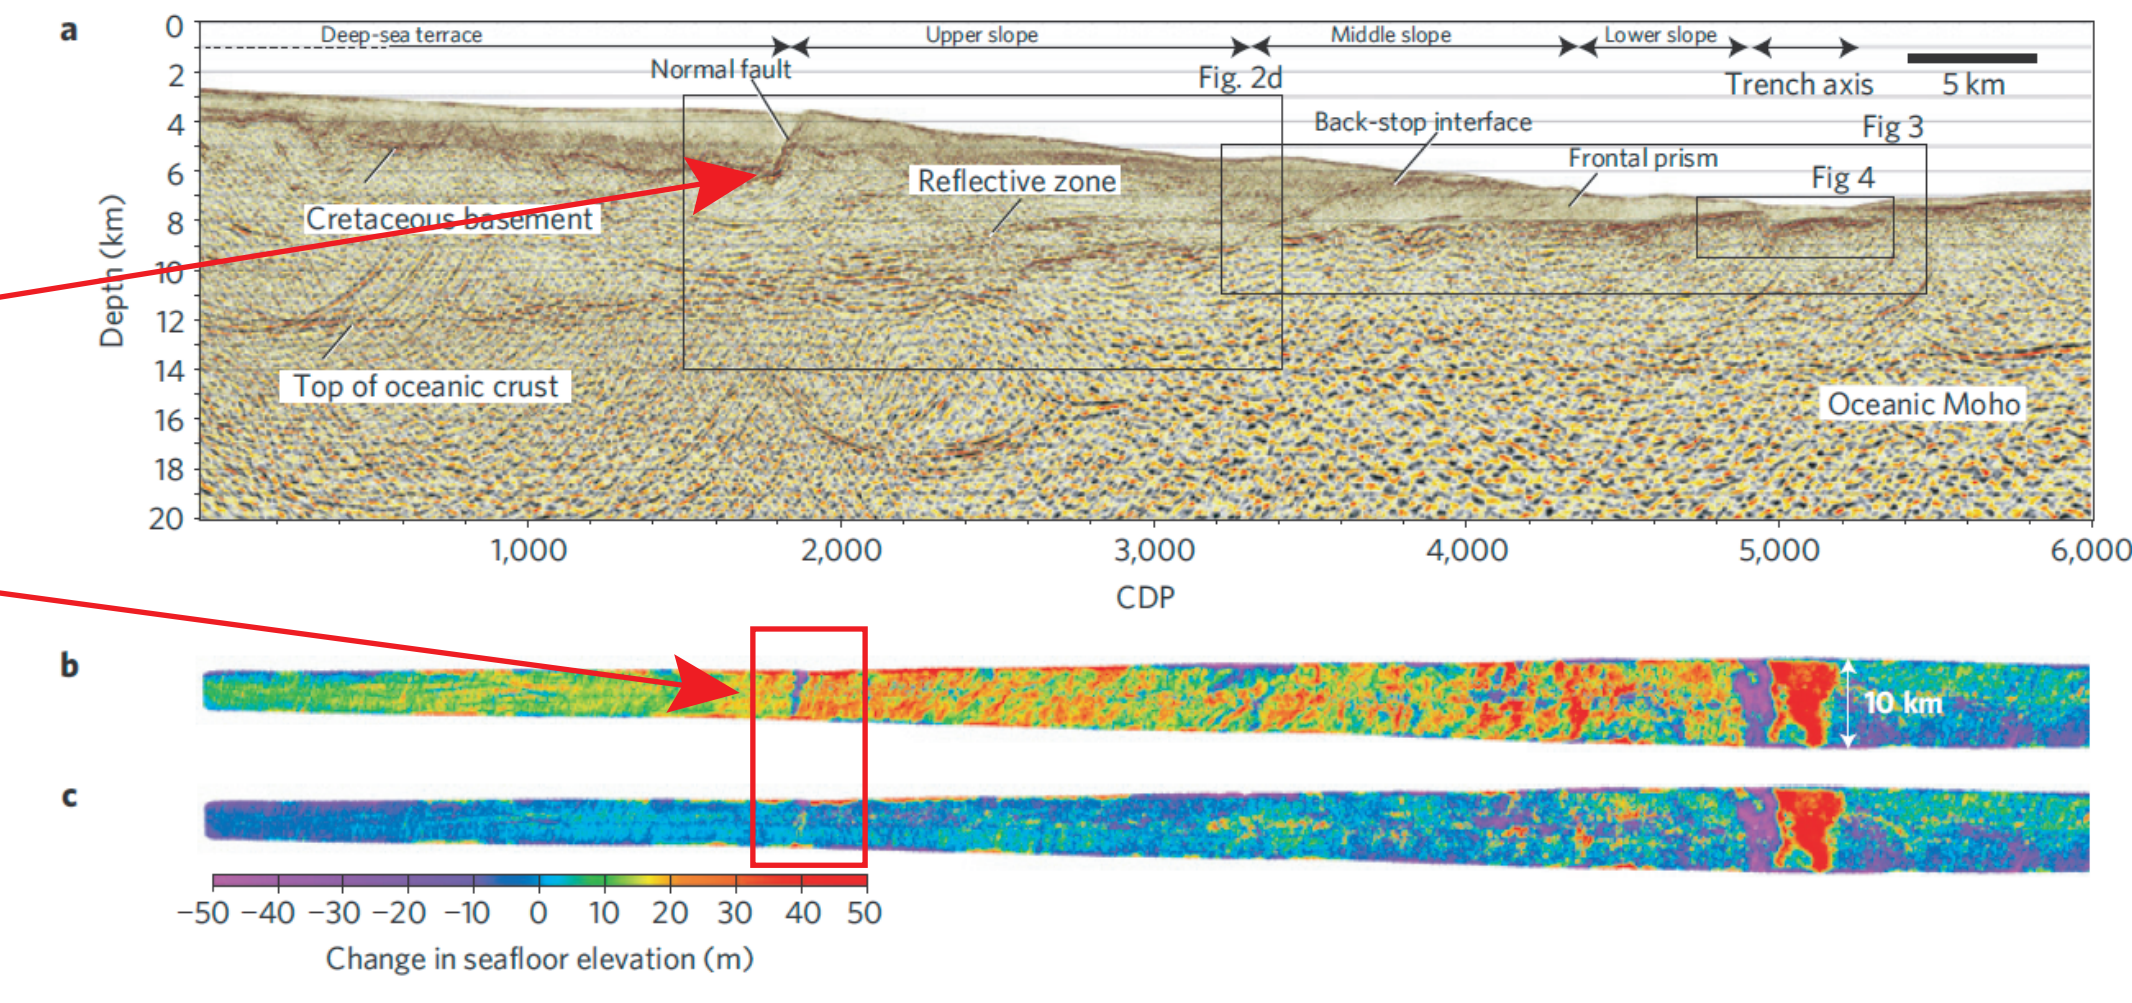 a
0
Deep-sea terrace
Upper slope
Middle slope
Lower slope
2
Normal fault
Fig. 2d
Trench axis
5 km
4
Back-stop interface
Fig 3
Frontal prism
6
Reflective zone
Fig 4
8
Cretaceous basement
10
12
14
Top of oceanic crust
16
Oceanic Moho
18
20
Depth (km)
1,000 2,000 3,000 4,000 5,000 6,000
CDP
b
10 km
c
−50 −40 −30 −20 −10 0 10 20 30 40 50
Change in seafloor elevation (m)